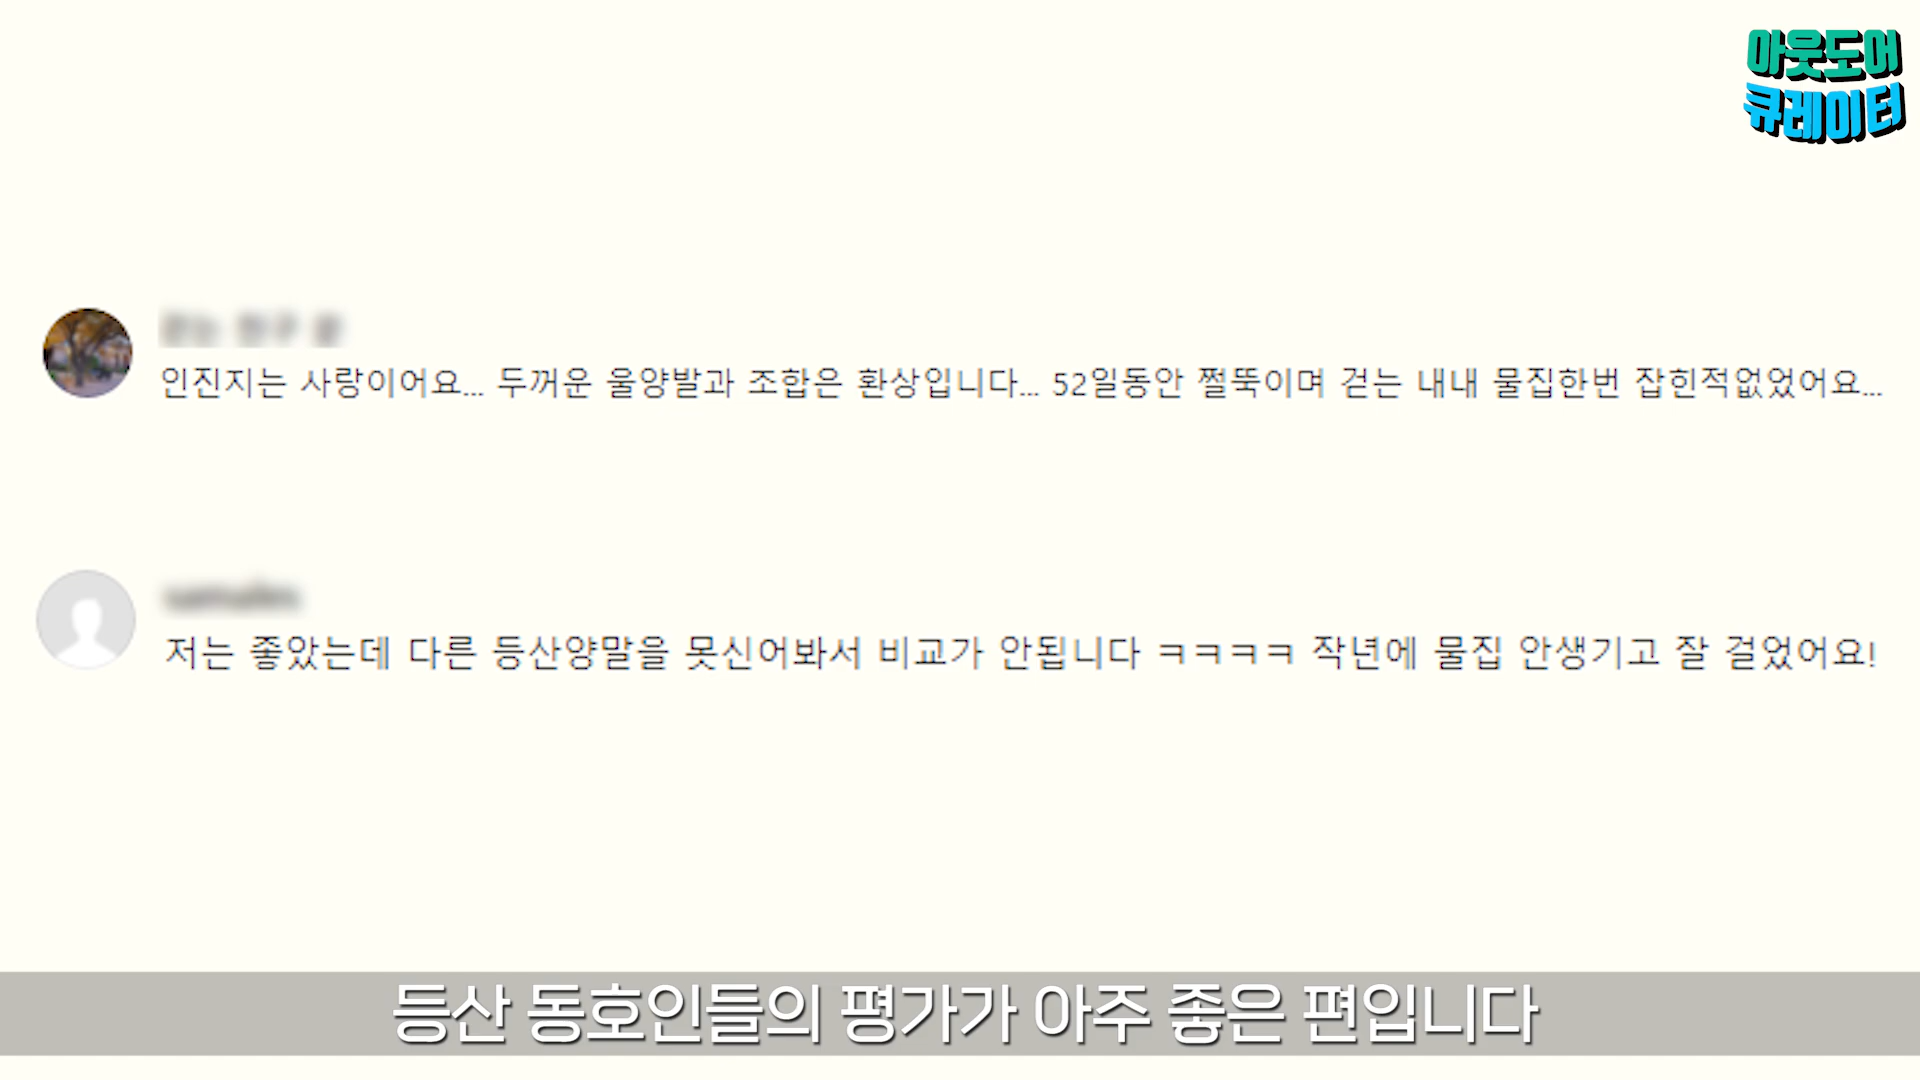 아웃도어
큐레이터
인진지는 사랑이어요... 두꺼운 울양발과 조합은 환상입니다... 52일동안 쩔뚝이며 걷는 내내 물집한번 잡힌적없었어요...
저는 좋았는데 다른 등산양말을 못신어봐서 비교가 안됩니다 ㅋㅋㅋㅋ 작년에 물집 안생기고 잘 걸었어요!
등산 동호인들의 평가가 아주 좋은 편입니다